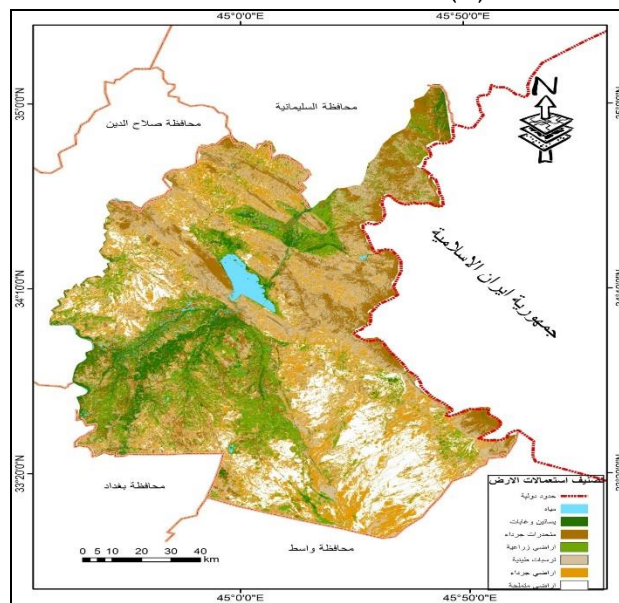 45°0'0"E
45°50'0"E
35°0'0"N
محافظة السليمانية
محافظة صلاح الدين
N
34°10'0"N
جمهورية ايران الاسلامية
33°20'0"N
محافظة بغداد
محافظة واسط
0 5 10 20 30 40
KM
تصنيف استعمالات الارض
حدود دولية
مياه
بساتين وغابات
منحدرات جرداء
اراضي زراعية
ترسبات طينية
اراضي جرداء
اراضي متملحة
45°0'0"E
45°50'0"E